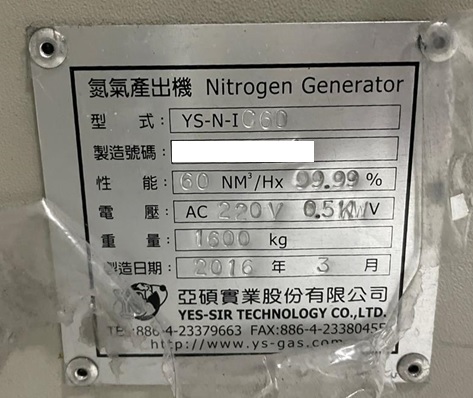 氮氣產出機 Nitrogen Generator
型 式: YS-N-I060
製造號碼:
性 能: 60 NM³/Hx 99.99 %
電 壓: AC 220V 0.5KW V
重 量: 1600 kg
製造日期: 2016 年 3 月
亞碩實業股份有限公司
YES-SIR TECHNOLOGY CO.,LTD.
TEL:886-4-23379663 FAX:886-4-23380455
http://www.ys-gas.com